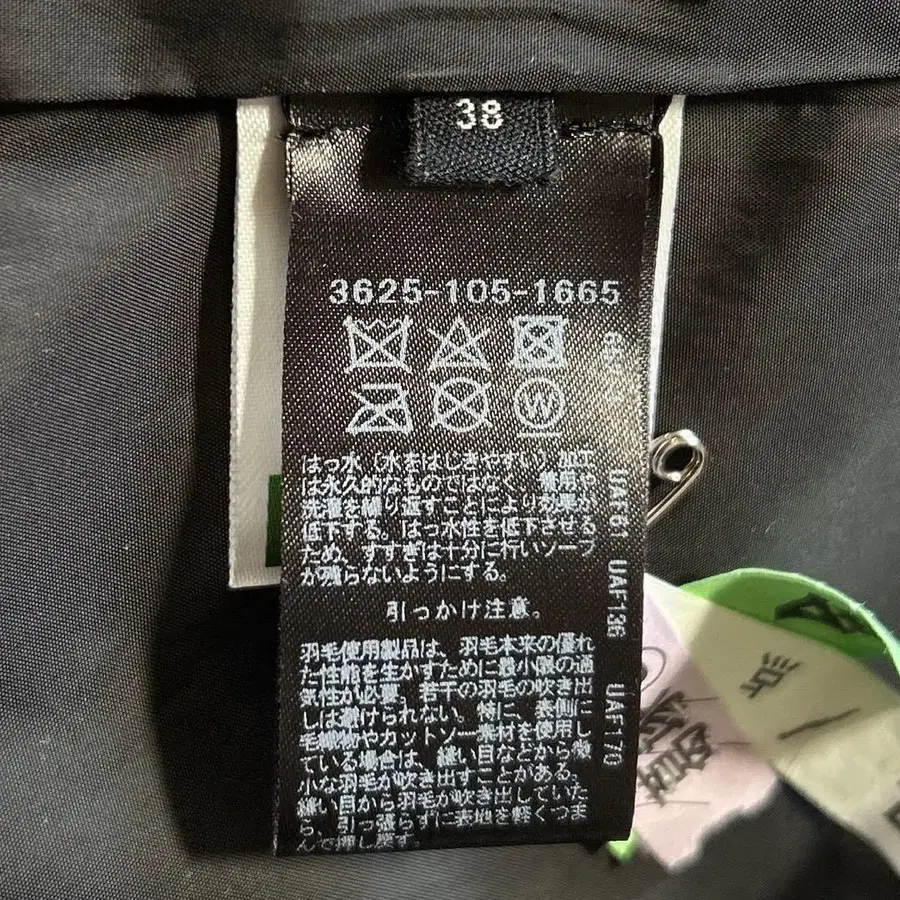 38
3625-105-1665
W
はっ水（水をはじきやすい）加工
は永久的なものではなく、着用や
洗濯を繰り返すことにより効果が
低下する。はっ水性を低下させる
ため、すすぎは十分に行いソープ
が残らないようにする。
引っかけ注意。
羽毛使用製品は、羽毛本来の優れ
た性能を生かすために最小限の通
気性が必要。若干の羽毛の吹き出
しは避けられない。特に、表側に
毛織物やカットソー素材を使用し
ている場合は、縫い目などから微
小な羽毛が吹き出すことがある。
縫い目から羽毛が吹き出していた
ら、引っ張らずに表地を軽くつま
んで押し戻す。
UAF61 UAF136 UAF170